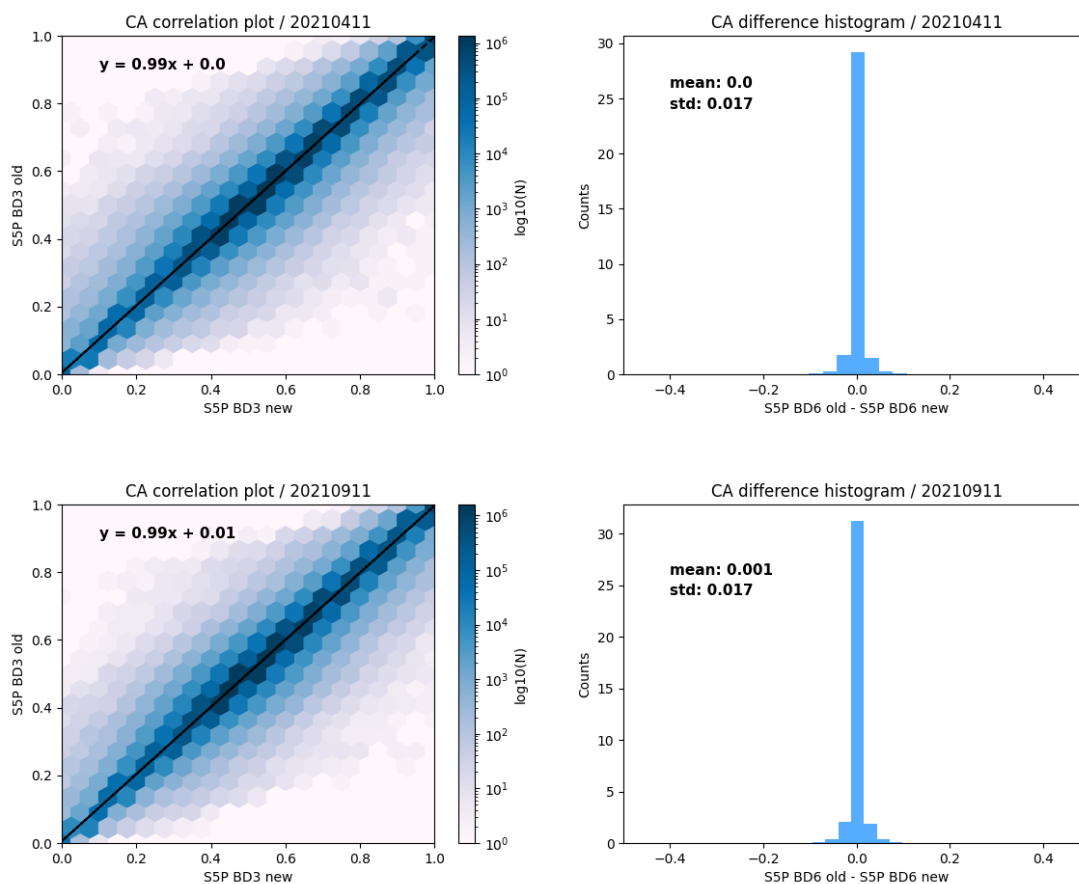 CA correlation plot / 20210411
y = 0.99x + 0.0
1.0
0.8
0.6
0.4
0.2
0.0
S5P BD3 old
0.0 0.2 0.4 0.6 0.8 1.0
S5P BD3 new
10^6
10^5
10^4
10^3
10^2
10^1
10^0
log10(N)
CA difference histogram / 20210411
mean: 0.0
std: 0.017
30
25
20
15
10
5
0
Counts
−0.4 −0.2 0.0 0.2 0.4
S5P BD6 old - S5P BD6 new
CA correlation plot / 20210911
y = 0.99x + 0.01
1.0
0.8
0.6
0.4
0.2
0.0
S5P BD3 old
0.0 0.2 0.4 0.6 0.8 1.0
S5P BD3 new
10^6
10^5
10^4
10^3
10^2
10^1
10^0
log10(N)
CA difference histogram / 20210911
mean: 0.001
std: 0.017
30
25
20
15
10
5
0
Counts
−0.4 −0.2 0.0 0.2 0.4
S5P BD6 old - S5P BD6 new